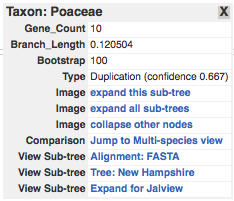 Taxon: Poaceae X
Gene_Count 10
Branch_Length 0.120504
Bootstrap 100
Type Duplication (confidence 0.667)
Image expand this sub-tree
Image expand all sub-trees
Image collapse other nodes
Comparison Jump to Multi-species view
View Sub-tree Alignment: FASTA
View Sub-tree Tree: New Hampshire
View Sub-tree Expand for Jalview